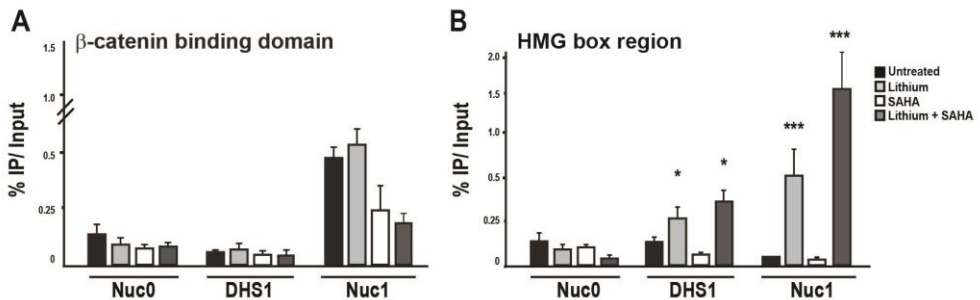 A
β-catenin binding domain
% IP/ Input
1.5
1.0
0.5
0.25
0
Nuc0
DHS1
Nuc1
B
HMG box region
% IP/ Input
2.0
1.5
1.0
0.5
0.25
0
*
*
***
***
Nuc0
DHS1
Nuc1
Untreated
Lithium
SAHA
Lithium + SAHA